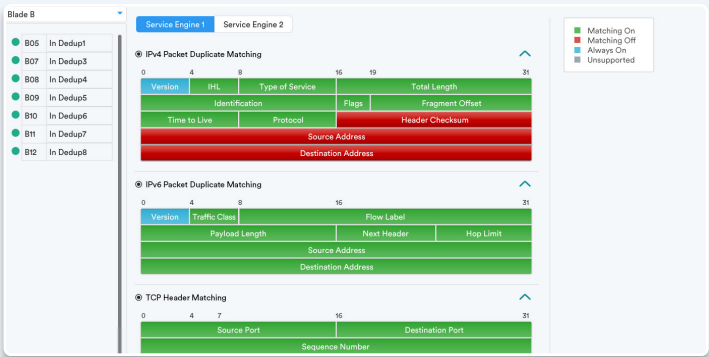 Blade B
B05 In Dedup1
B07 In Dedup3
B08 In Dedup4
B09 In Dedup5
B10 In Dedup6
B11 In Dedup7
B12 In Dedup8
Service Engine 1 Service Engine 2
IPv4 Packet Duplicate Matching
0 4 8 16 19 31
Version IHL Type of Service Total Length
Identification Flags Fragment Offset
Time to Live Protocol Header Checksum
Source Address
Destination Address
IPv6 Packet Duplicate Matching
0 4 8 16 31
Version Traffic Class Flow Label
Payload Length Next Header Hop Limit
Source Address
Destination Address
TCP Header Matching
0 4 7 16 31
Source Port Destination Port
Sequence Number
Matching On
Matching Off
Always On
Unsupported